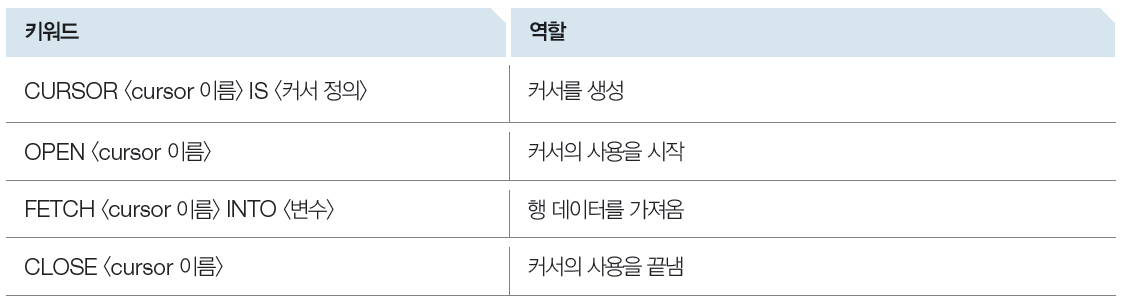 키워드 역할
CURSOR 〈cursor 이름〉 IS 〈커서 정의〉 커서를 생성
OPEN 〈cursor 이름〉 커서의 사용을 시작
FETCH 〈cursor 이름〉 INTO 〈변수〉 행 데이터를 가져옴
CLOSE 〈cursor 이름〉 커서의 사용을 끝냄